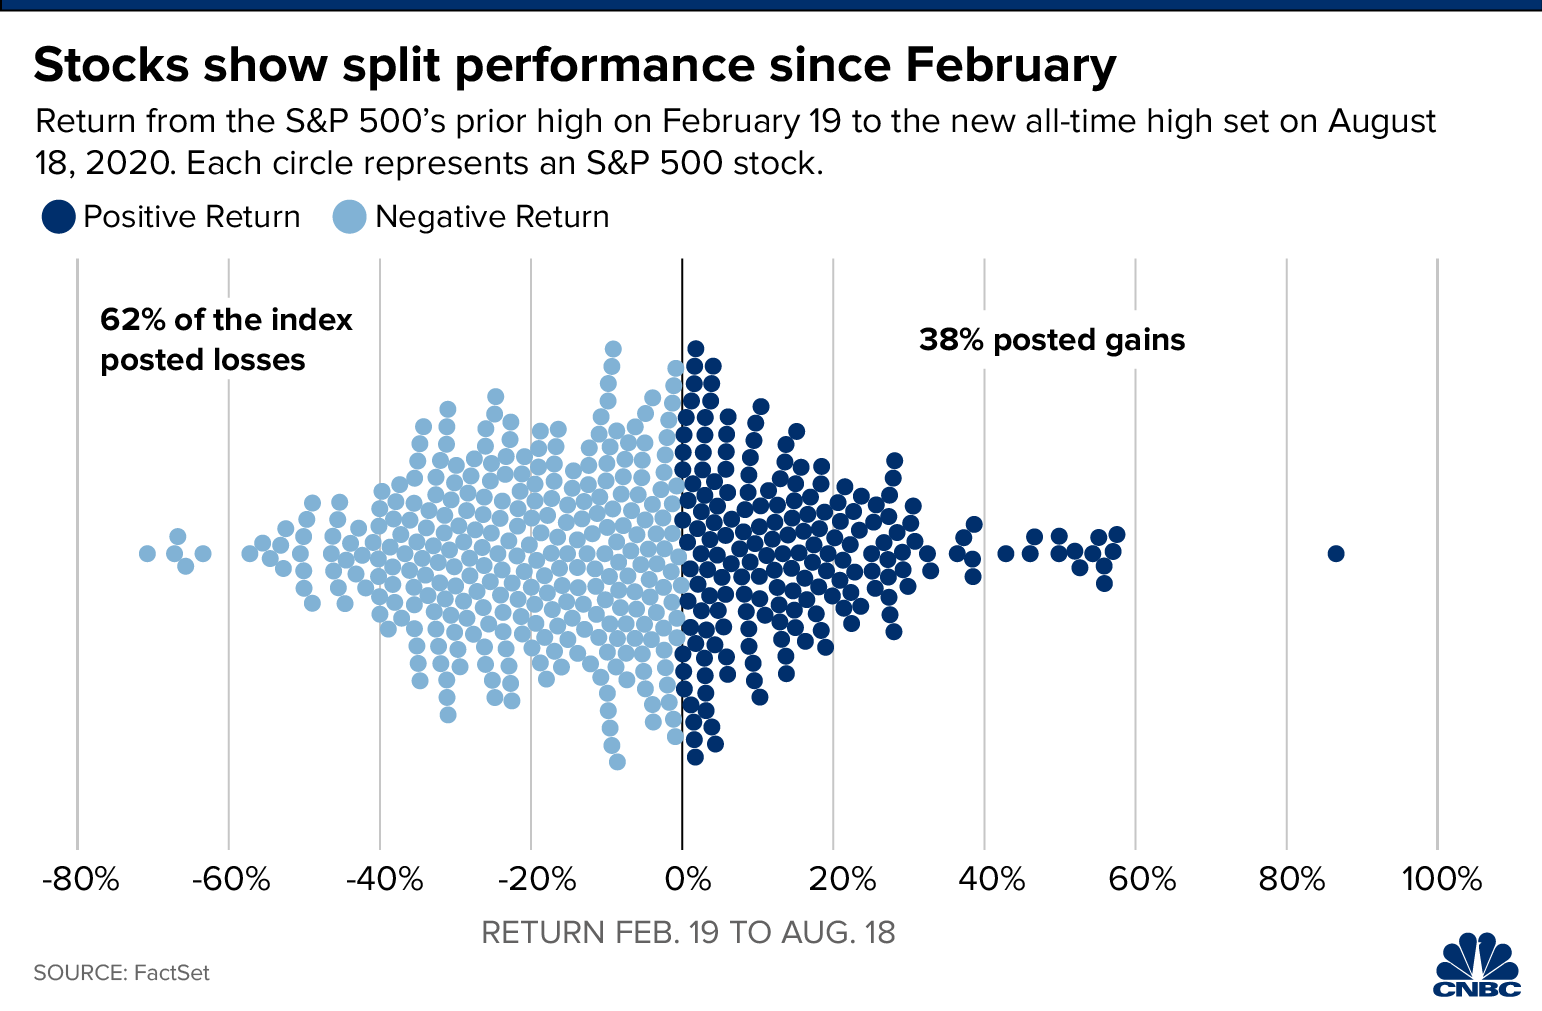 Stocks show split performance since February
Return from the S&P 500’s prior high on February 19 to the new all-time high set on August
18, 2020. Each circle represents an S&P 500 stock.
Positive Return Negative Return
62% of the index
posted losses
38% posted gains
-80% -60% -40% -20% 0% 20% 40% 60% 80% 100%
RETURN FEB. 19 TO AUG. 18
SOURCE: FactSet
CNBC